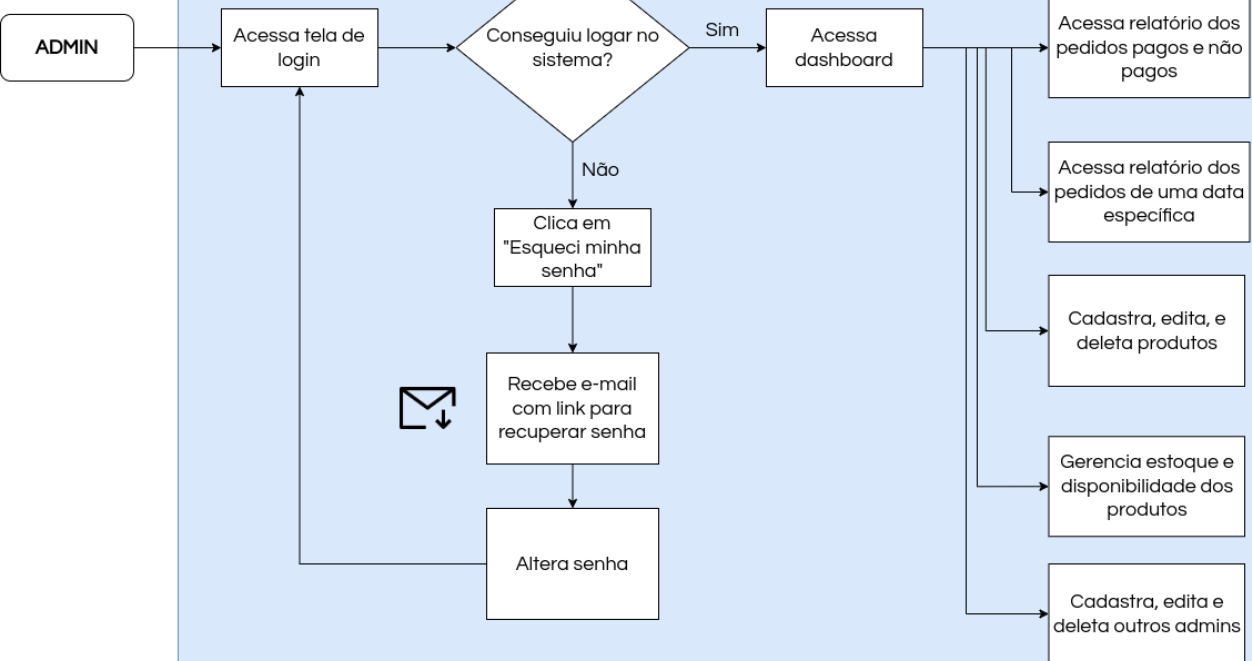 ADMIN
Acessa tela de
login
Conseguiu logar no
sistema?
Sim
Acessa
dashboard
Acessa relatório dos
pedidos pagos e não
pagos
Não
Acessa relatório dos
pedidos de uma data
específica
Clica em
"Esqueci minha
senha"
Cadastra, edita, e
deleta produtos
Recebe e-mail
com link para
recuperar senha
Gerencia estoque e
disponibilidade dos
produtos
Altera senha
Cadastra, edita e
deleta outros admins